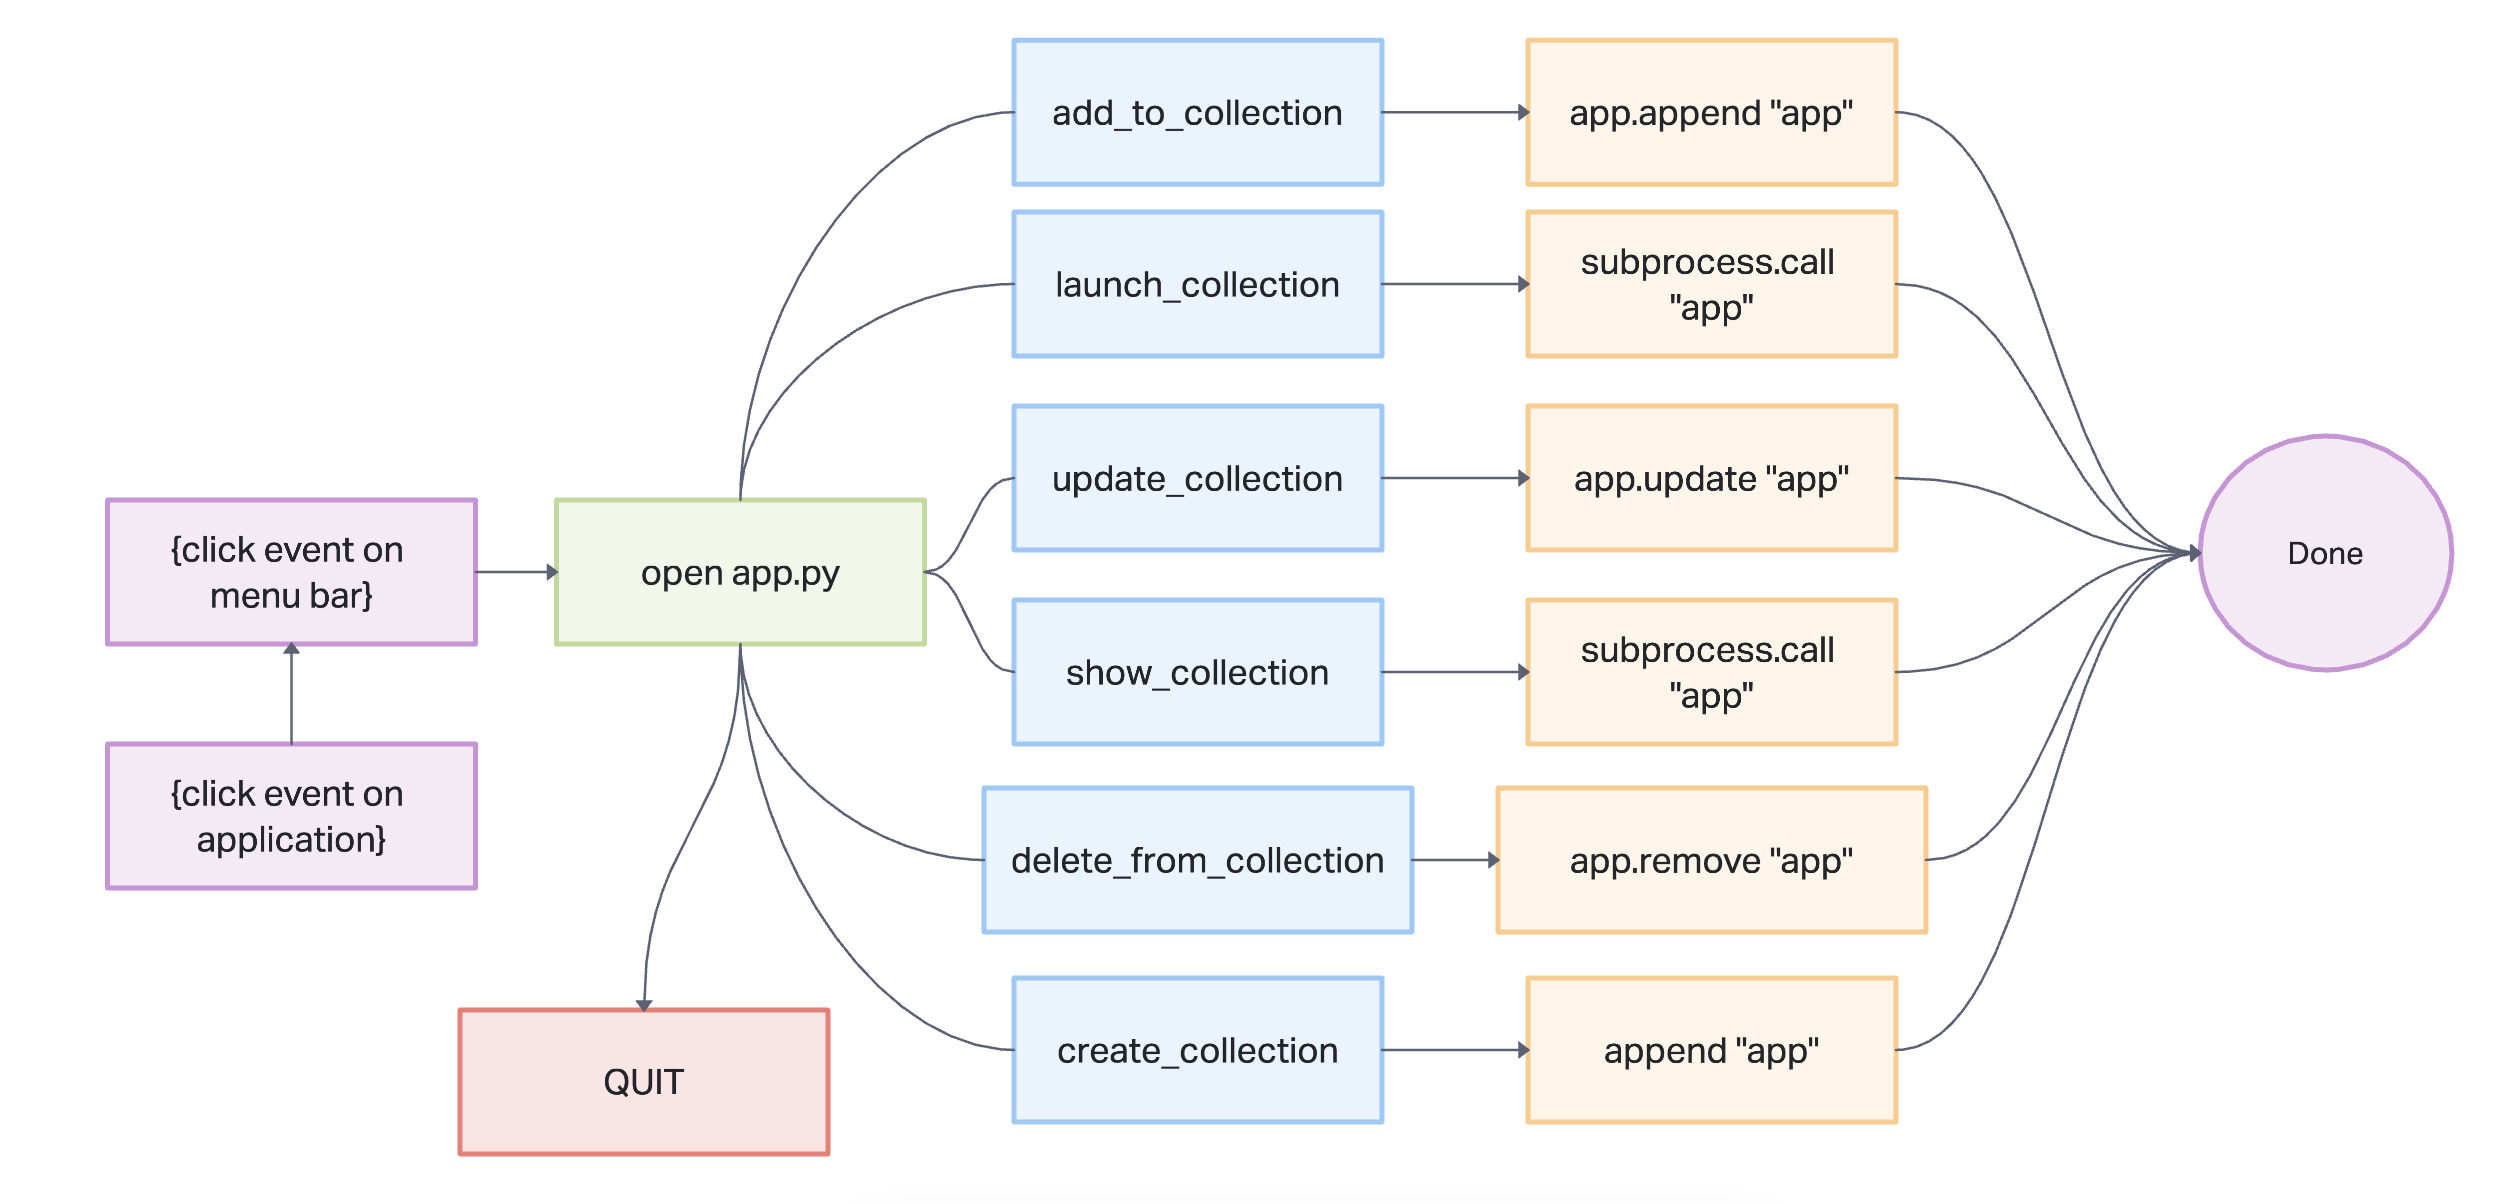 add_to_collection
app.append "app"
launch_collection
subprocess.call
"app"
update_collection
app.update "app"
{click event on
menu bar}
open app.py
Done
show_collection
subprocess.call
"app"
{click event on
application}
delete_from_collection
app.remove "app"
create_collection
append "app"
QUIT